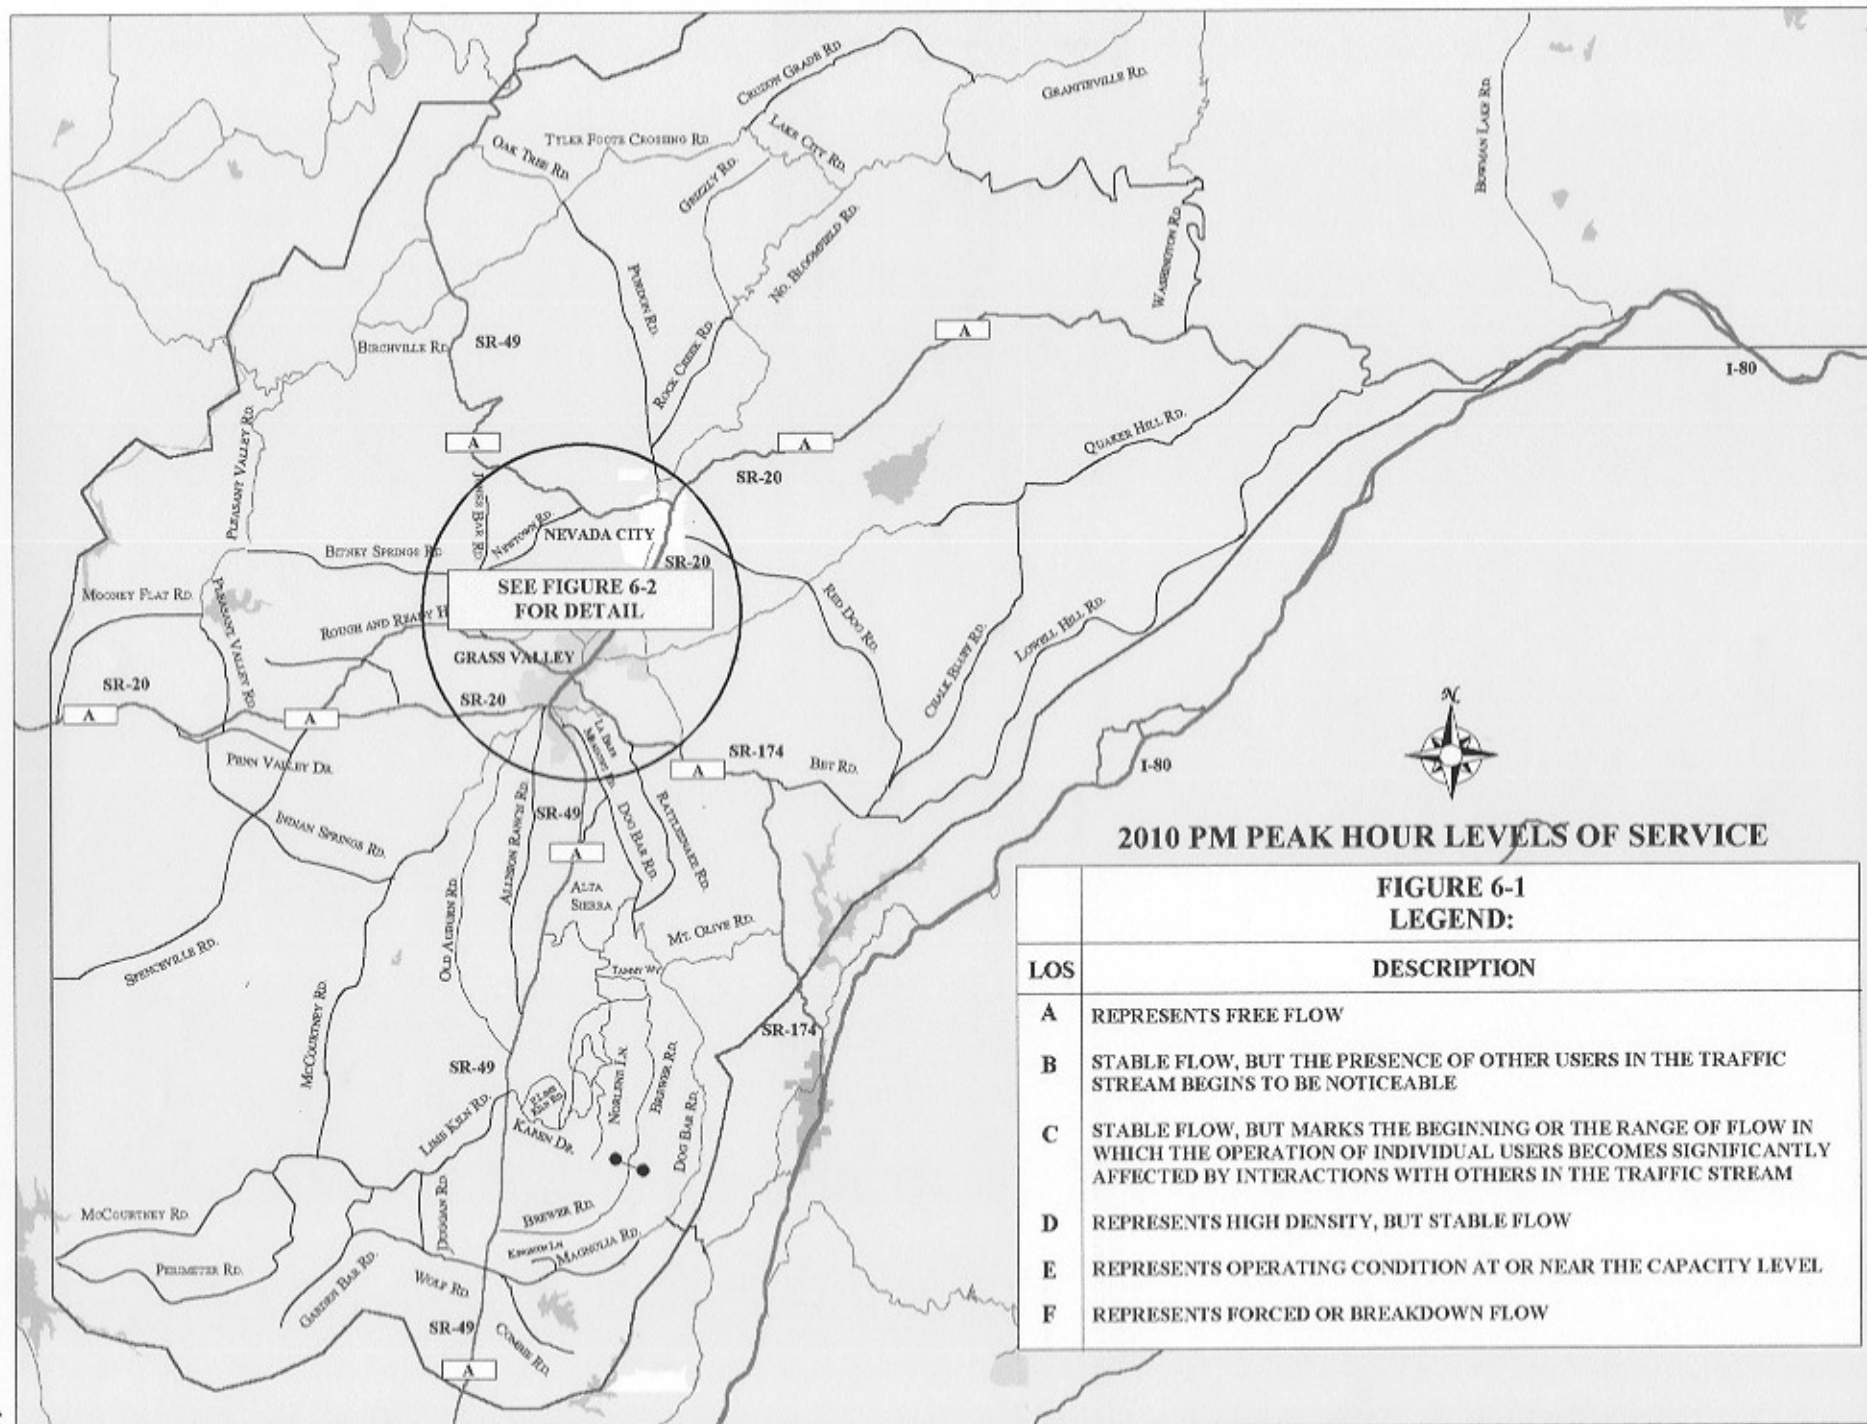 CRUZON GRADE RD
GRANITEVILLE RD.
BOWMAN LAKE RD.
TYLER FOOTE CROSSING RD.
LAKE CITY RD.
OAK TREE RD.
GRIZZLY RD.
NO. BLOOMFIELD RD.
WASHINGTON RD
PURDON RD.
ROCK CREEK RD.
BIRCHVILLE RD.
SR-49
A
I-80
PLEASANT VALLEY RD.
A
A
SR-20
QUAKER HILL RD.
JONES BAR RD
NEWTOWN RD.
NEVADA CITY
BITNEY SPRINGS RD
SR-20
MOONEY FLAT RD.
PLEASANT VALLEY RD.
ROUGH AND READY H
SEE FIGURE 6-2
FOR DETAIL
RED DOG RD.
LOWELL HILL RD.
CHALK BLUFF RD.
GRASS VALLEY
SR-20
SR-20
A
A
N
LA BARR
MEADOWS RD.
SR-174
A
BET RD.
I-80
PENN VALLEY DR.
INDIAN SPRINGS RD.
ALLISON RANCH RD.
SR-49
DOG BAR RD.
RATTLESNAKE RD.
A
ALTA
SIERRA
OLD AUBURN RD.
MT. OLIVE RD.
SPENCEVILLE RD.
TAMMY WY
MCCOURTNEY RD.
SR-174
SR-49
NORLENE LN.
BREWER RD.
DOG BAR RD.
LIME KILN RD.
KAREN DR.
DUGGAN RD.
MCCOURTNEY RD.
BREWER RD.
MAGNOLIA RD.
PERIMETER RD.
GARDEN BAR RD.
WOLF RD.
SR-49
COMBIE RD.
A
2010 PM PEAK HOUR LEVELS OF SERVICE
FIGURE 6-1
LEGEND:
LOS DESCRIPTION
A REPRESENTS FREE FLOW
B STABLE FLOW, BUT THE PRESENCE OF OTHER USERS IN THE TRAFFIC
STREAM BEGINS TO BE NOTICEABLE
C STABLE FLOW, BUT MARKS THE BEGINNING OR THE RANGE OF FLOW IN
WHICH THE OPERATION OF INDIVIDUAL USERS BECOMES SIGNIFICANTLY
AFFECTED BY INTERACTIONS WITH OTHERS IN THE TRAFFIC STREAM
D REPRESENTS HIGH DENSITY, BUT STABLE FLOW
E REPRESENTS OPERATING CONDITION AT OR NEAR THE CAPACITY LEVEL
F REPRESENTS FORCED OR BREAKDOWN FLOW